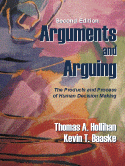 Second Edition
Arguments
and
Arguing
The Products and Process
of Human Decision Making
Thomas A. Hollihan
Kevin T. Baaske